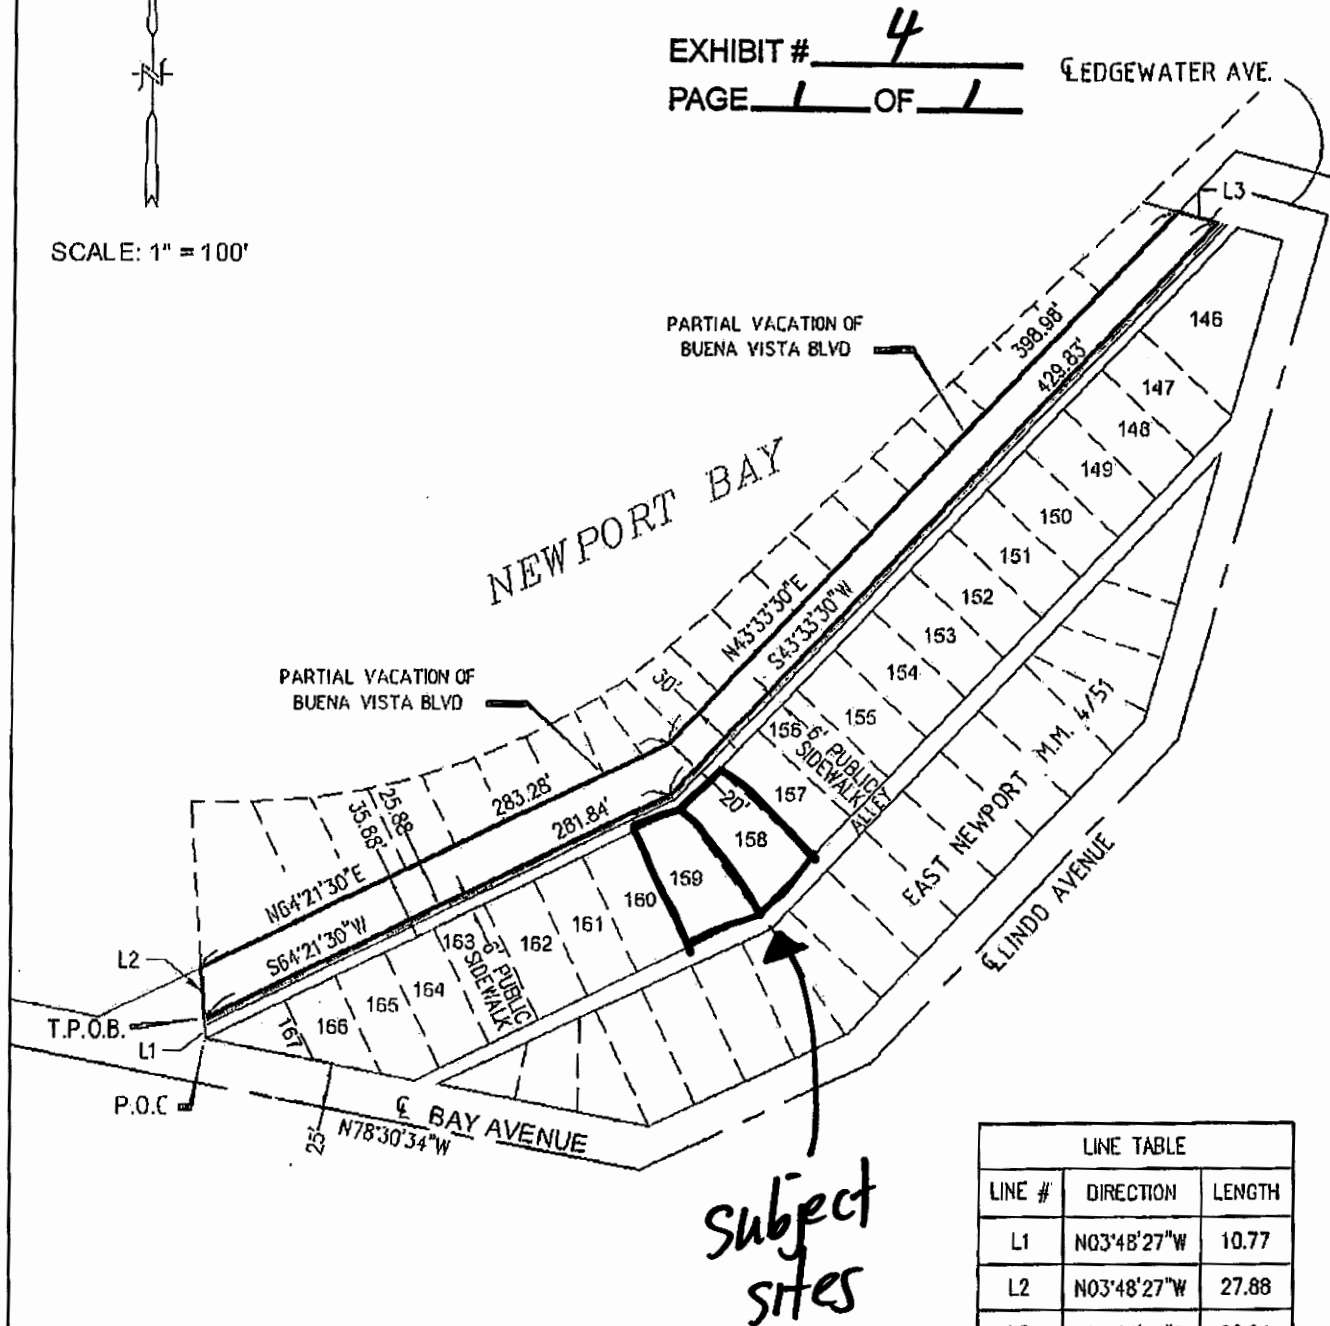 EXHIBIT # 4
PAGE 1 OF 1
℄ EDGEWATER AVE.
N
SCALE: 1" = 100'
L3
PARTIAL VACATION OF
BUENA VISTA BLVD
398.98'
429.83'
146
147
148
149
150
151
152
153
154
155
156
157
158
159
160
161
162
163
164
165
166
167
NEWPORT BAY
N43°33'30"E
S43°33'30"W
30'
PARTIAL VACATION OF
BUENA VISTA BLVD
6' PUBLIC
SIDEWALK
ALLEY
20'
283.28'
281.84'
25.88'
35.88'
N64°21'30"E
S64°21'30"W
6' PUBLIC
SIDEWALK
EAST NEWPORT M.M. 4/51
℄ LINDO AVENUE
L2
T.P.O.B.
L1
P.O.C
25'
℄ BAY AVENUE
N78°30'34"W
Subject
sites
LINE TABLE
LINE # DIRECTION LENGTH
L1 N03°48'27"W 10.77
L2 N03°48'27"W 27.88